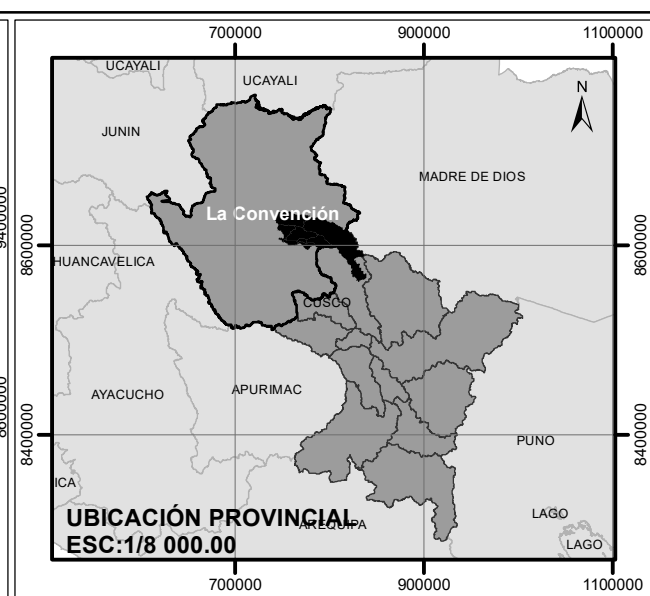 700000 900000 1100000
UCAYALI
UCAYALI
N
JUNIN
MADRE DE DIOS
La Convención
9400000
8600000 8600000
HUANCAVELICA
CUSCO
AYACUCHO APURIMAC
8400000 8400000
PUNO
ICA
UBICACIÓN PROVINCIAL
AREQUIPA
LAGO
ESC:1/8 000.00
LAGO
700000 900000 1100000